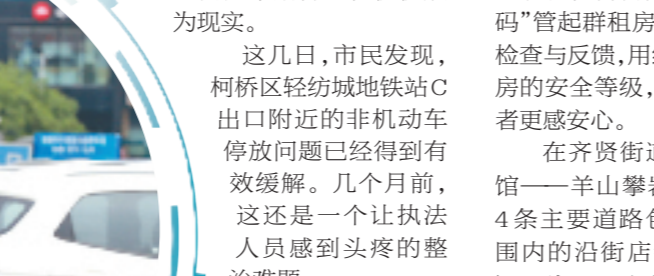 为现实。
这几日，市民发现，
柯桥区轻纺城地铁站C
出口附近的非机动车
停放问题已经得到有
效缓解。几个月前，
这还是一个让执法
人员感到头疼的整
治难题
码”管起群租房
检查与反馈,用
房的安全等级，
者更感安心。
在齐贤街道
馆——羊山攀岩
4条主要道路
围内的沿街店